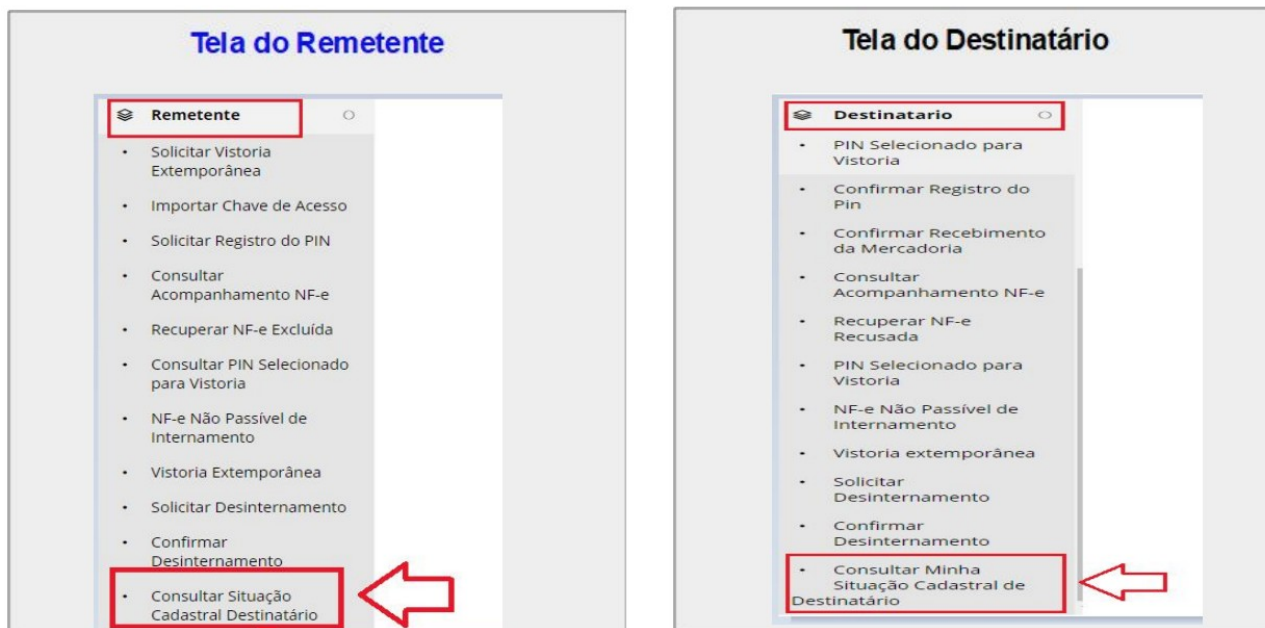 Tela do Remetente
Remetente
Solicitar Vistoria
Extemporânea
Importar Chave de Acesso
Solicitar Registro do PIN
Consultar
Acompanhamento NF-e
Recuperar NF-e Excluída
Consultar PIN Selecionado
para Vistoria
NF-e Não Passível de
Internamento
Vistoria Extemporânea
Solicitar Desinternamento
Confirmar
Desinternamento
Consultar Situação
Cadastral Destinatário
Tela do Destinatário
Destinatario
PIN Selecionado para
Vistoria
Confirmar Registro do
Pin
Confirmar Recebimento
da Mercadoria
Consultar
Acompanhamento NF-e
Recuperar NF-e
Recusada
PIN Selecionado para
Vistoria
NF-e Não Passível de
Internamento
Vistoria extemporânea
Solicitar
Desinternamento
Confirmar
Desinternamento
Consultar Minha
Situação Cadastral de
Destinatário